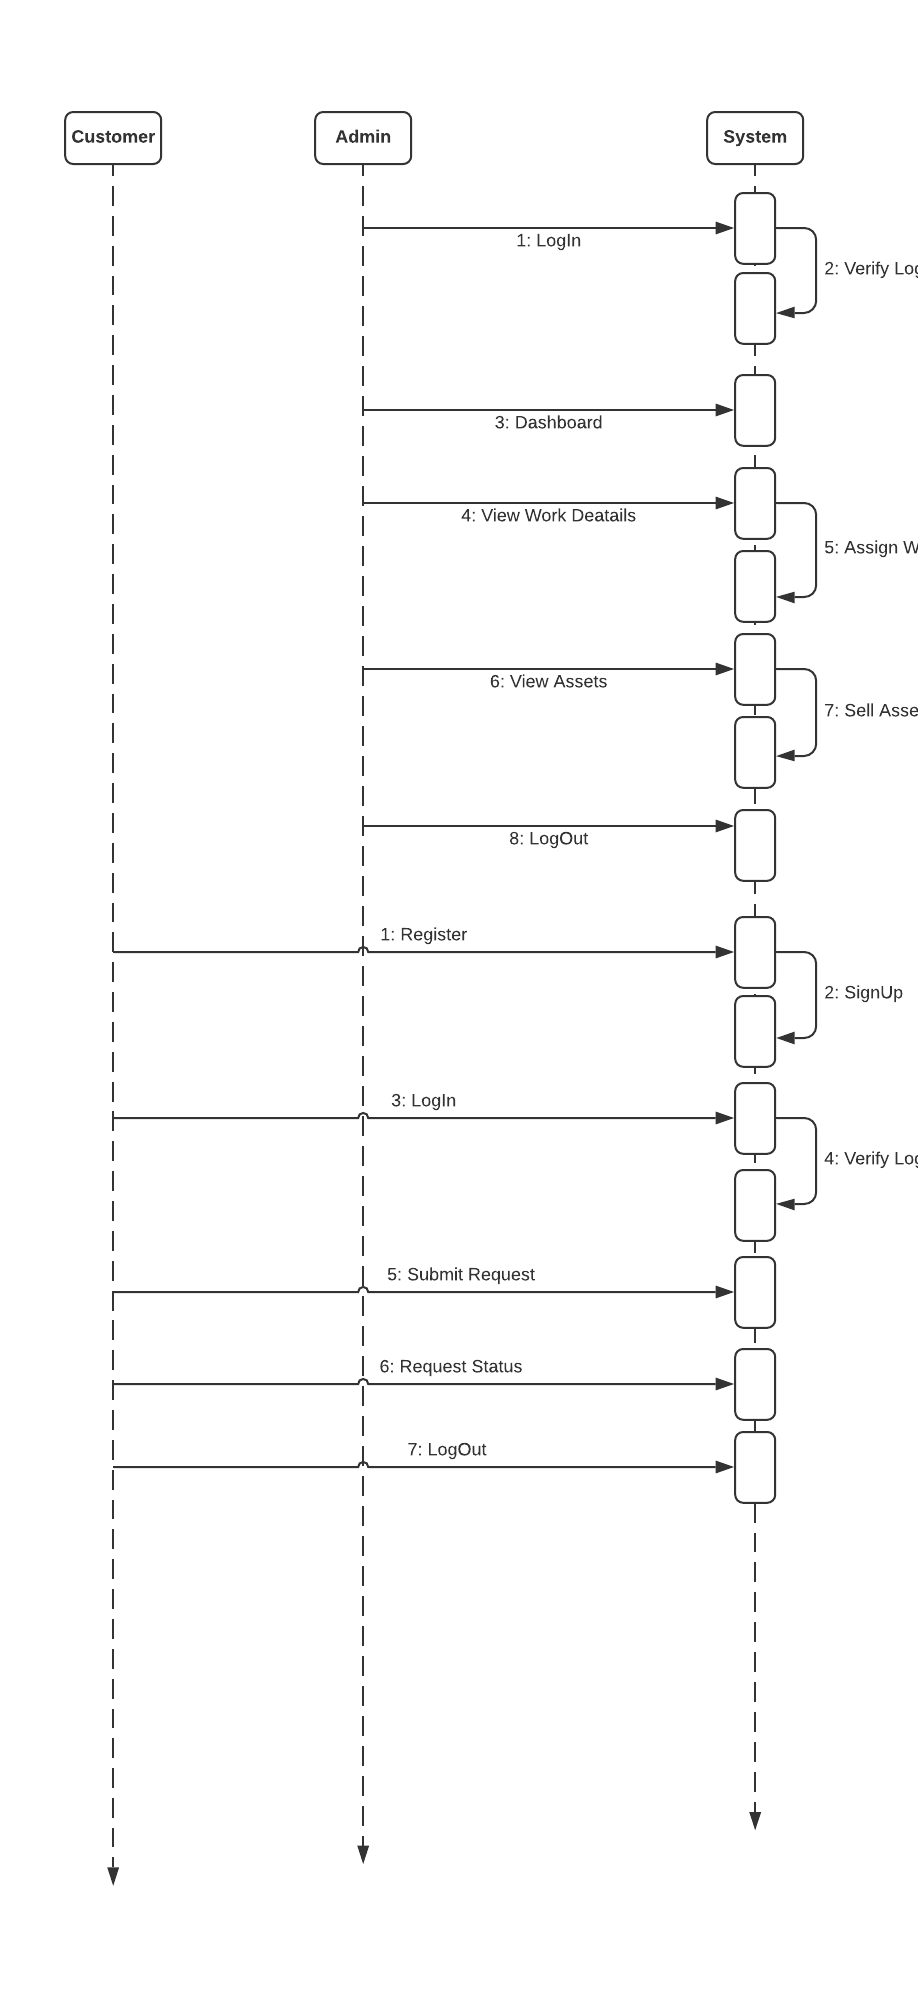 Customer
Admin
System
1: LogIn
2: Verify Log
3: Dashboard
4: View Work Deatails
5: Assign W
6: View Assets
7: Sell Asse
8: LogOut
1: Register
2: SignUp
3: LogIn
4: Verify Log
5: Submit Request
6: Request Status
7: LogOut